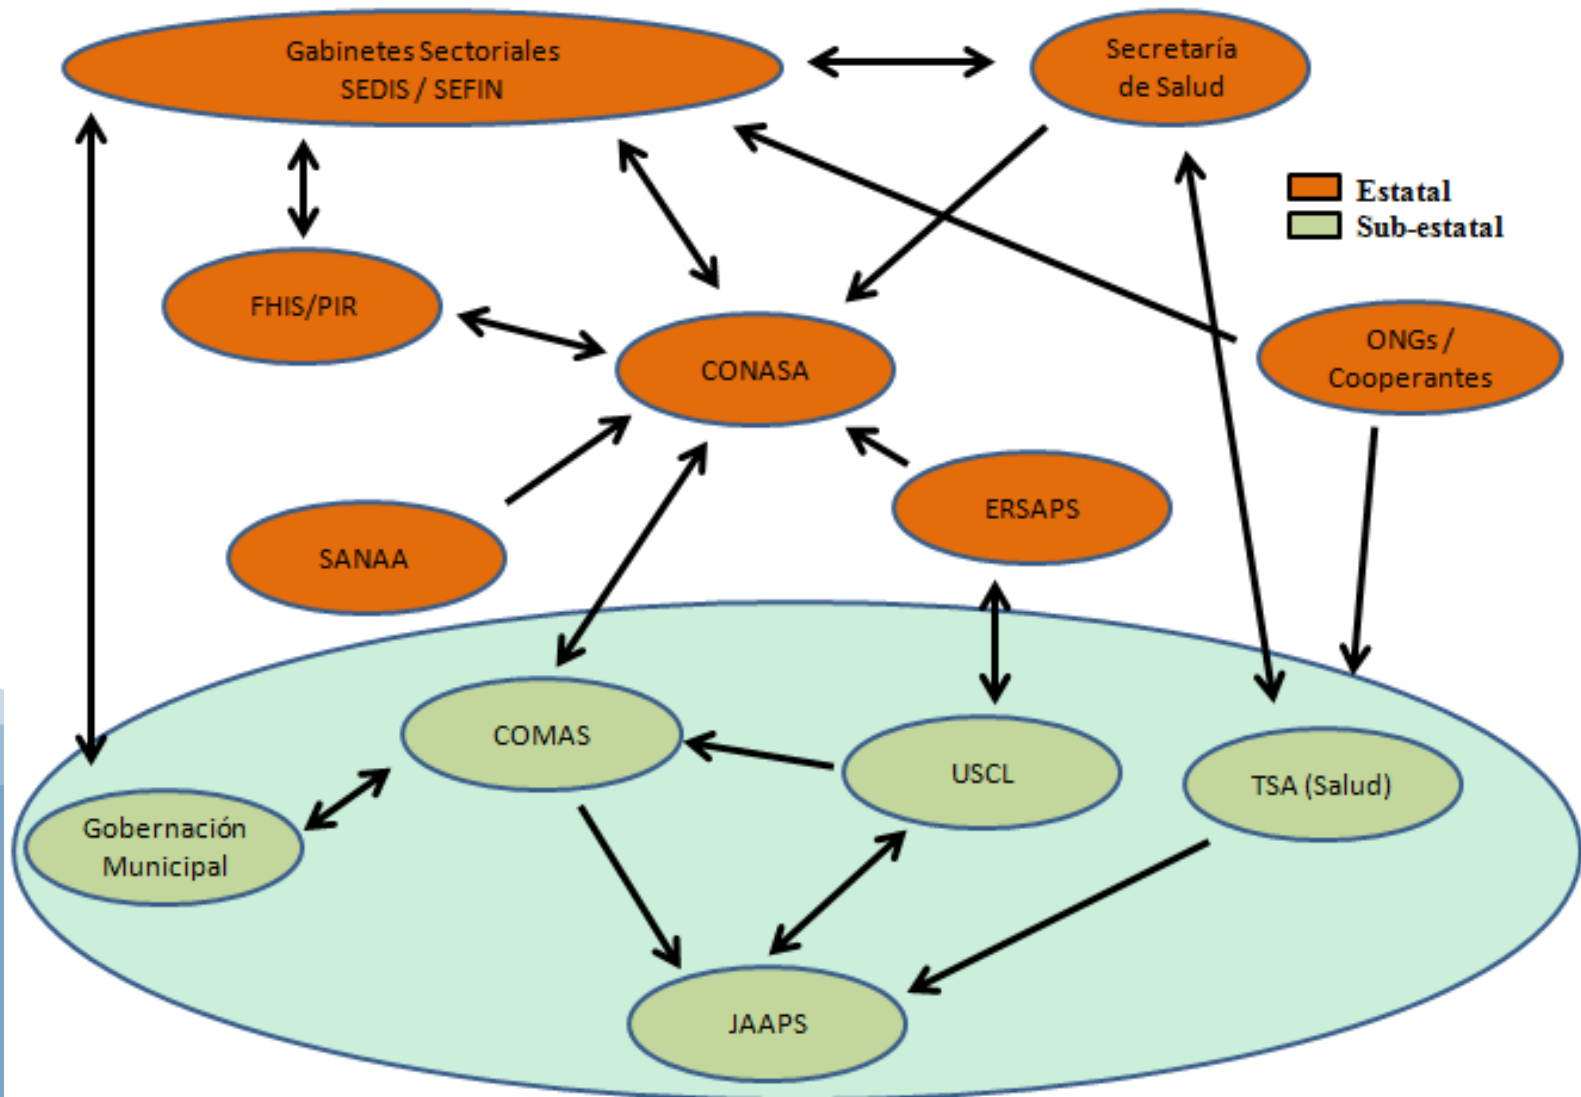 Gabinetes Sectoriales
SEDIS / SEFIN
Secretaría
de Salud
Estatal
Sub-estatal
FHIS/PIR
CONASA
ONGs /
Cooperantes
SANAA
ERSAPS
COMAS
USCL
TSA (Salud)
Gobernación
Municipal
JAAPS